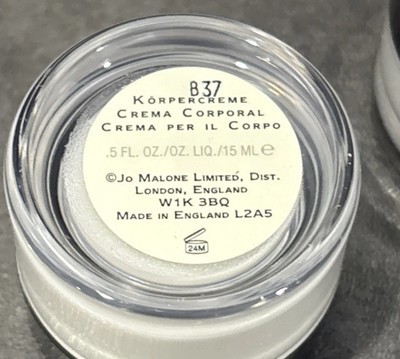 B37
KÖRPERCREME
CREMA CORPORAL
CREMA PER IL CORPO
.5 FL. OZ./OZ. LIQ./15 ML ℮
©JO MALONE LIMITED, DIST.
LONDON, ENGLAND
W1K 3BQ
MADE IN ENGLAND L2A5
24M